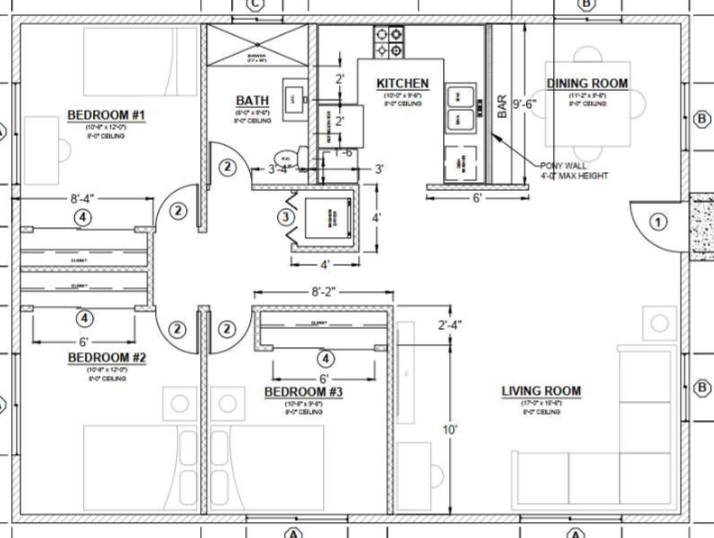 C
B
BEDROOM #1
(10'-6" x 12'-0")
8'-0" CEILING
BATH
(6'-0" x 9'-6")
8'-0" CEILING
2'
2'
KITCHEN
(10'-0" x 9'-6")
8'-0" CEILING
BAR
9'-6"
DINING ROOM
(11'-2" x 9'-6")
8'-0" CEILING
B
A
PONY WALL
4'-0" MAX HEIGHT
1'-6
3'-4"
3'
2
8'-4"
6'
4
2
3
4'
1
CLOSET
4'
CLOSET
8'-2"
4
2
2
CLOSET
2'-4"
6'
4
BEDROOM #2
(10'-6" x 12'-0")
8'-0" CEILING
6'
BEDROOM #3
(10'-6" x 9'-6")
8'-0" CEILING
LIVING ROOM
(17'-0" x 15'-6")
8'-0" CEILING
B
A
10'
A
A